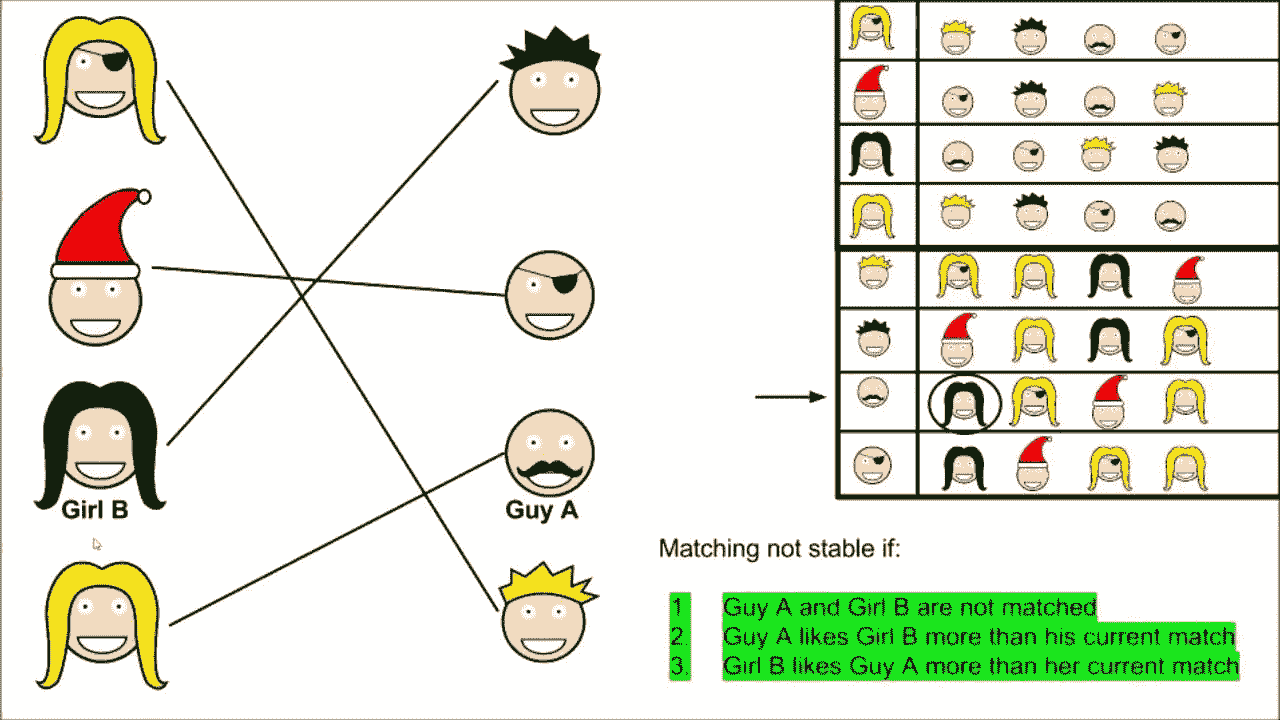 Girl B
Guy A
Matching not stable if:
1 Guy A and Girl B are not matched
2. Guy A likes Girl B more than his current match
3. Girl B likes Guy A more than her current match